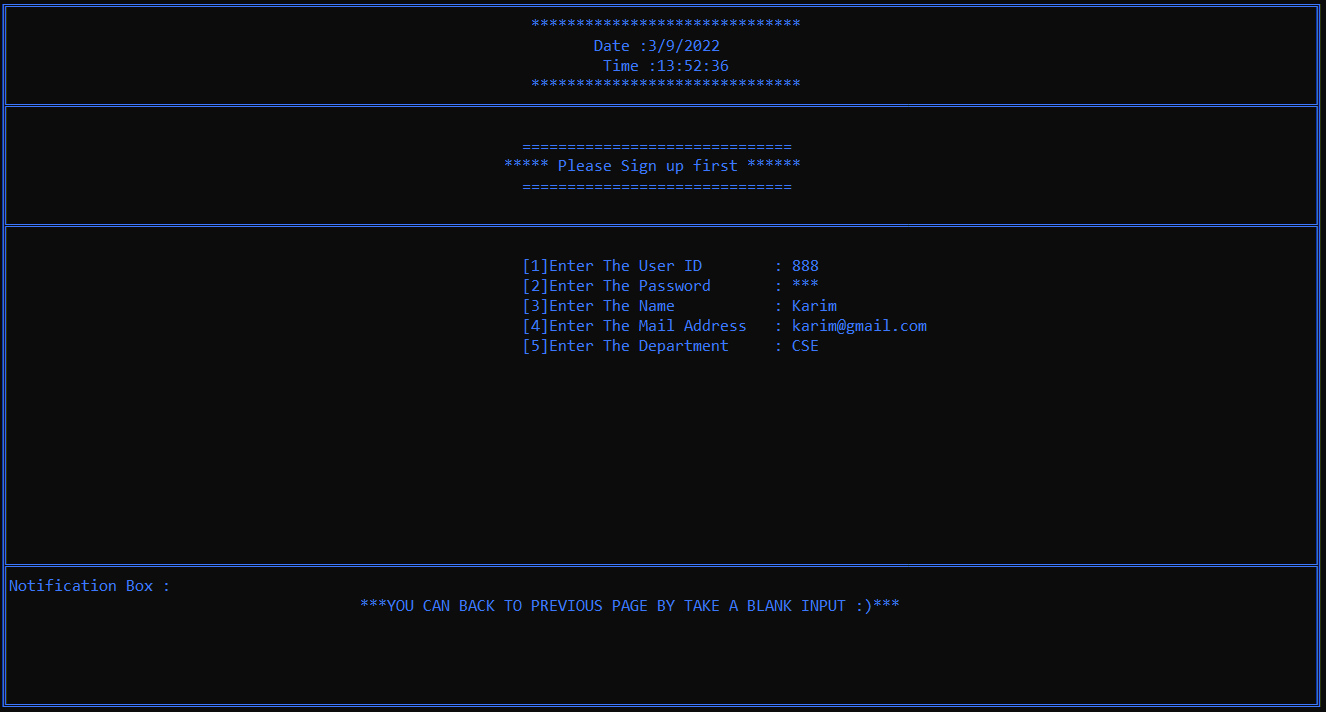 ******************************
Date :3/9/2022
Time :13:52:36
******************************
==============================
***** Please Sign up first ******
==============================
[1]Enter The User ID : 888
[2]Enter The Password : ***
[3]Enter The Name : Karim
[4]Enter The Mail Address : karim@gmail.com
[5]Enter The Department : CSE
Notification Box :
***YOU CAN BACK TO PREVIOUS PAGE BY TAKE A BLANK INPUT :)***